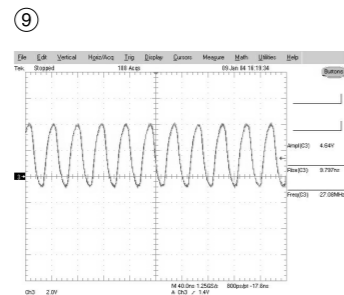 ⑨
File Edit Vertical Horiz/Acq Trig Display Cursors Measure Math Utilities Help
Tek Stopped 188 Acqs 09 Jan 04 16:19:34
Buttons
Ampl(C3) 4.64V
Rise(C3) 9.797ns
Freq(C3) 27.08MHz
Ch3 2.0V M 40.0ns 1.25GS/s 800ps/pt -17.6ns
A Ch3 1.4V